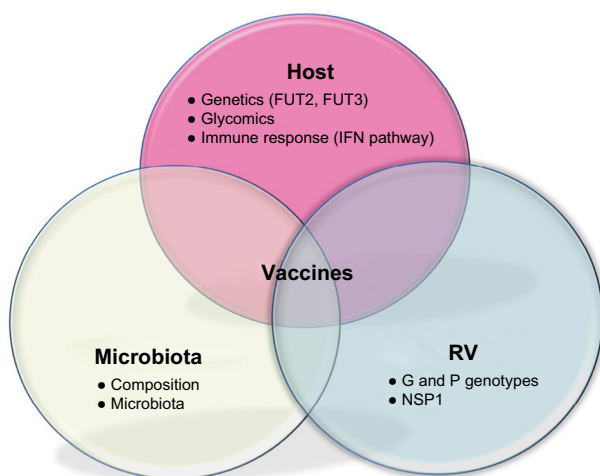 Host
● Genetics (FUT2, FUT3)
● Glycomics
● Immune response (IFN pathway)
Vaccines
Microbiota
● Composition
● Microbiota
RV
● G and P genotypes
● NSP1